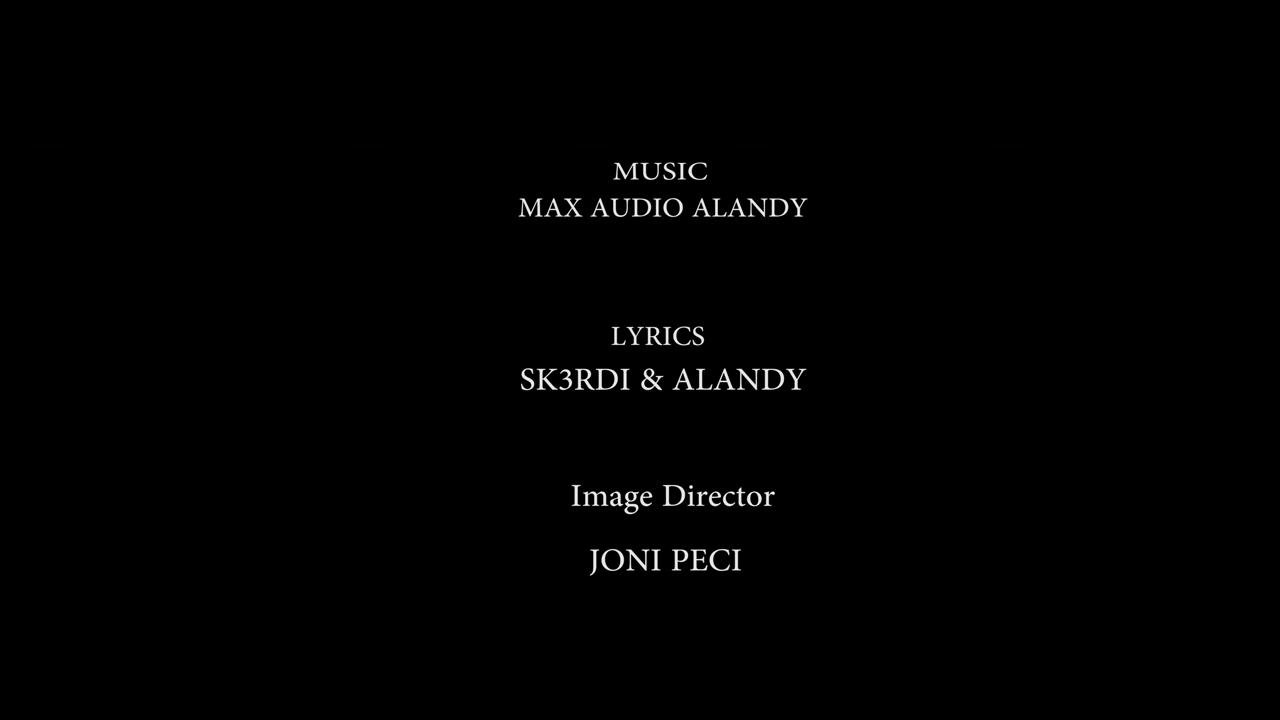 MUSIC
MAX AUDIO ALANDY
LYRICS
SK3RDI & ALANDY
Image Director
JONI PECI